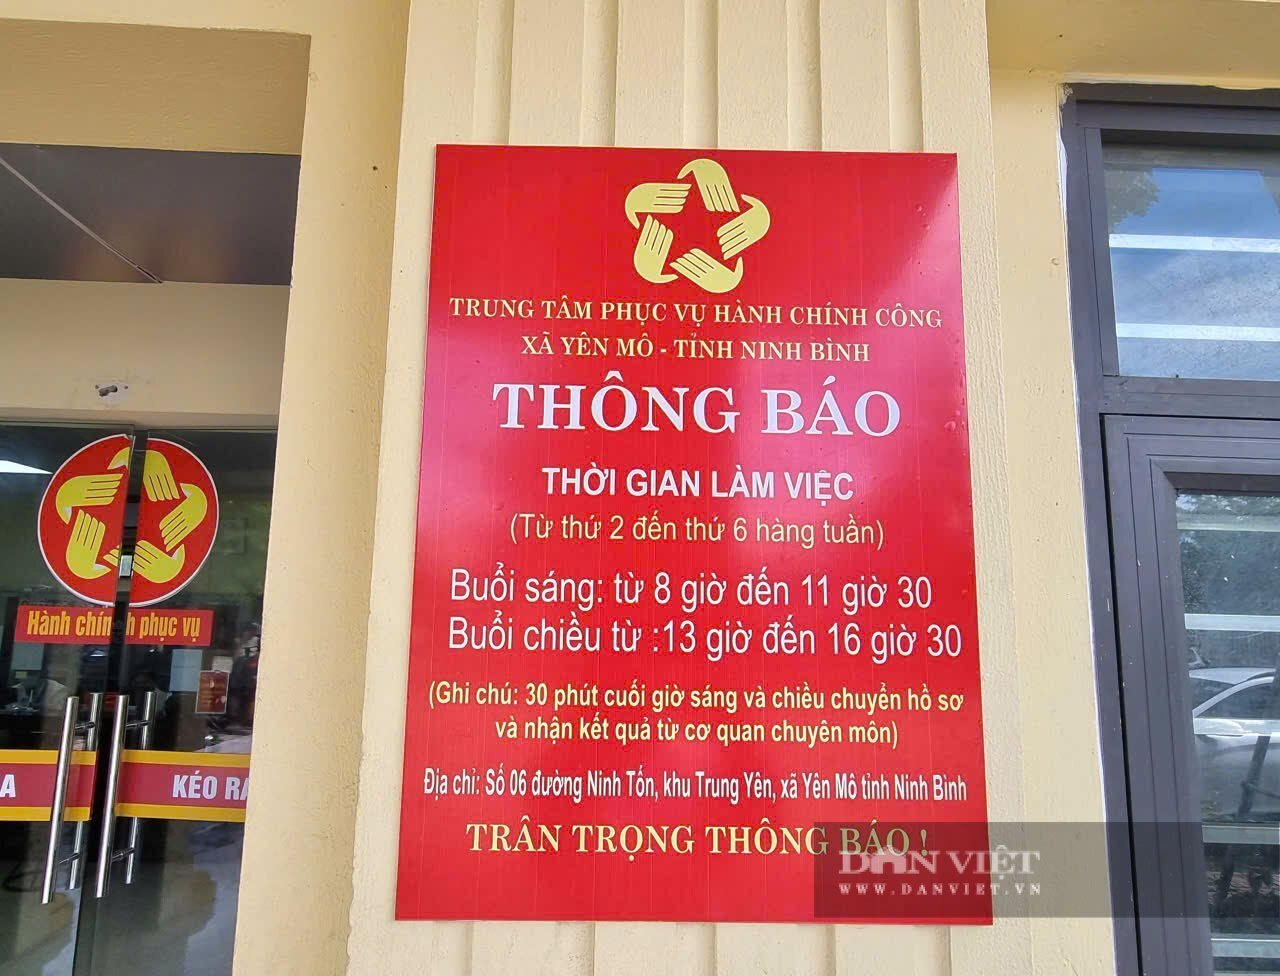 TRUNG TÂM PHỤC VỤ HÀNH CHÍNH CÔNG
XÃ YÊN MÔ - TỈNH NINH BÌNH
THÔNG BÁO
THỜI GIAN LÀM VIỆC
(Từ thứ 2 đến thứ 6 hàng tuần)
Buổi sáng: từ 8 giờ đến 11 giờ 30
Buổi chiều từ :13 giờ đến 16 giờ 30
(Ghi chú: 30 phút cuối giờ sáng và chiều chuyển hồ sơ
và nhận kết quả từ cơ quan chuyên môn)
Địa chỉ: Số 06 đường Ninh Tốn, khu Trung Yên, xã Yên Mô tỉnh Ninh Bình
TRÂN TRỌNG THÔNG BÁO !
Hành chính phục vụ
A
KÉO RA
DÂN VIỆT
WWW.DANVIET.VN